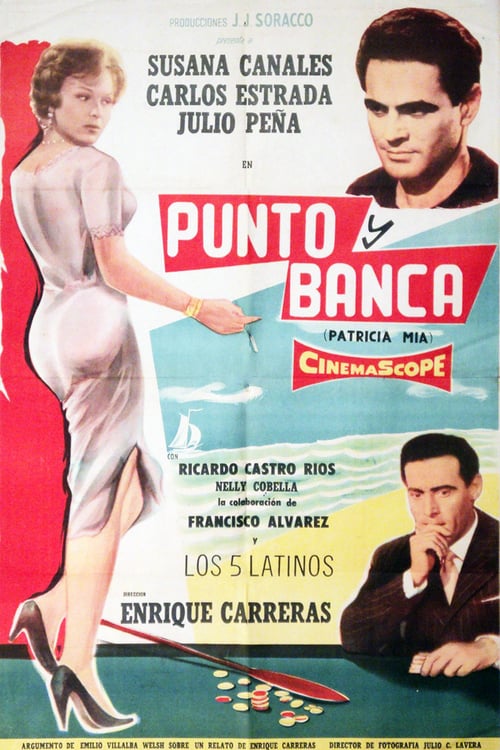 PRODUCCIONES J.J SORACCO
presenta a
SUSANA CANALES
CARLOS ESTRADA
JULIO PEÑA
EN
PUNTO y
BANCA
(PATRICIA MIA)
CINEMASCOPE
CON
RICARDO CASTRO RIOS
NELLY COBELLA
la colaboración de
FRANCISCO ALVAREZ
y
LOS 5 LATINOS
DIRECCION
ENRIQUE CARRERAS
ARGUMENTO DE EMILIO VILLALBA WELSH SOBRE UN RELATO DE ENRIQUE CARRERAS DIRECTOR DE FOTOGRAFIA JULIO C. LAVERA